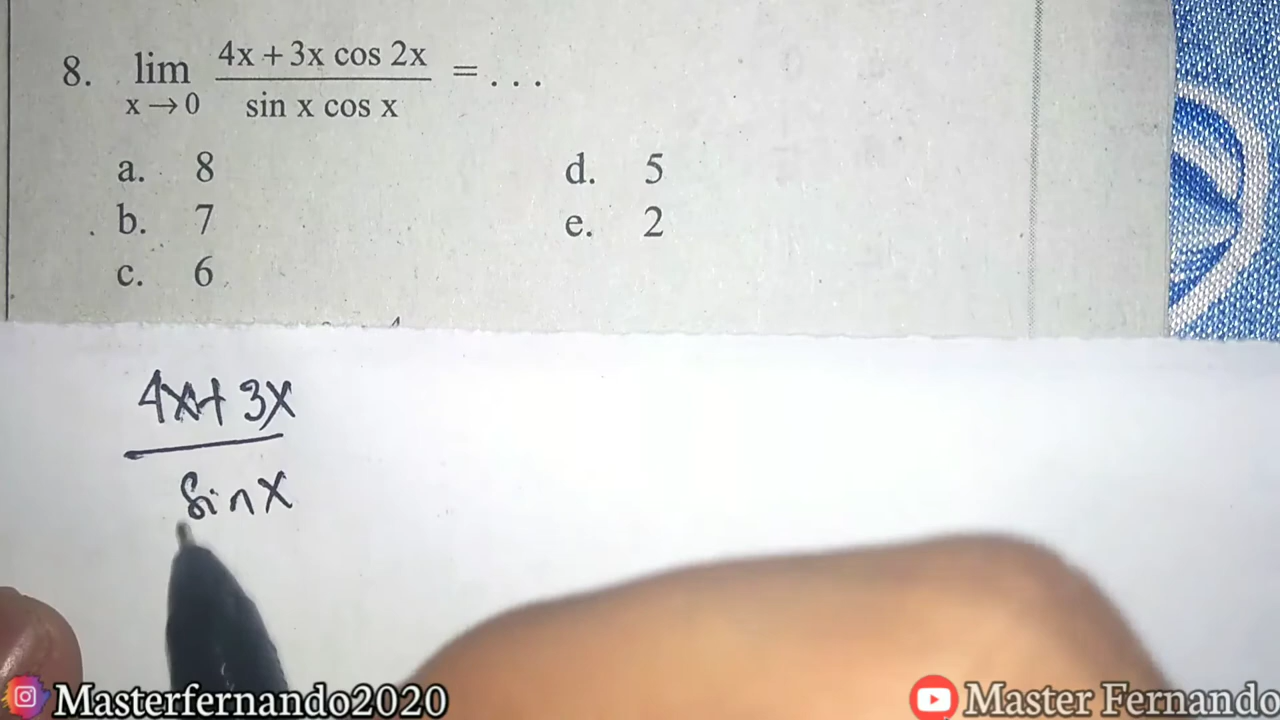 8. lim x→0 (4x + 3x cos 2x)/(sin x cos x) = . . .
a. 8
b. 7
c. 6
d. 5
e. 2
4x+3x
sin x
Masterfernando2020
Master Fernando